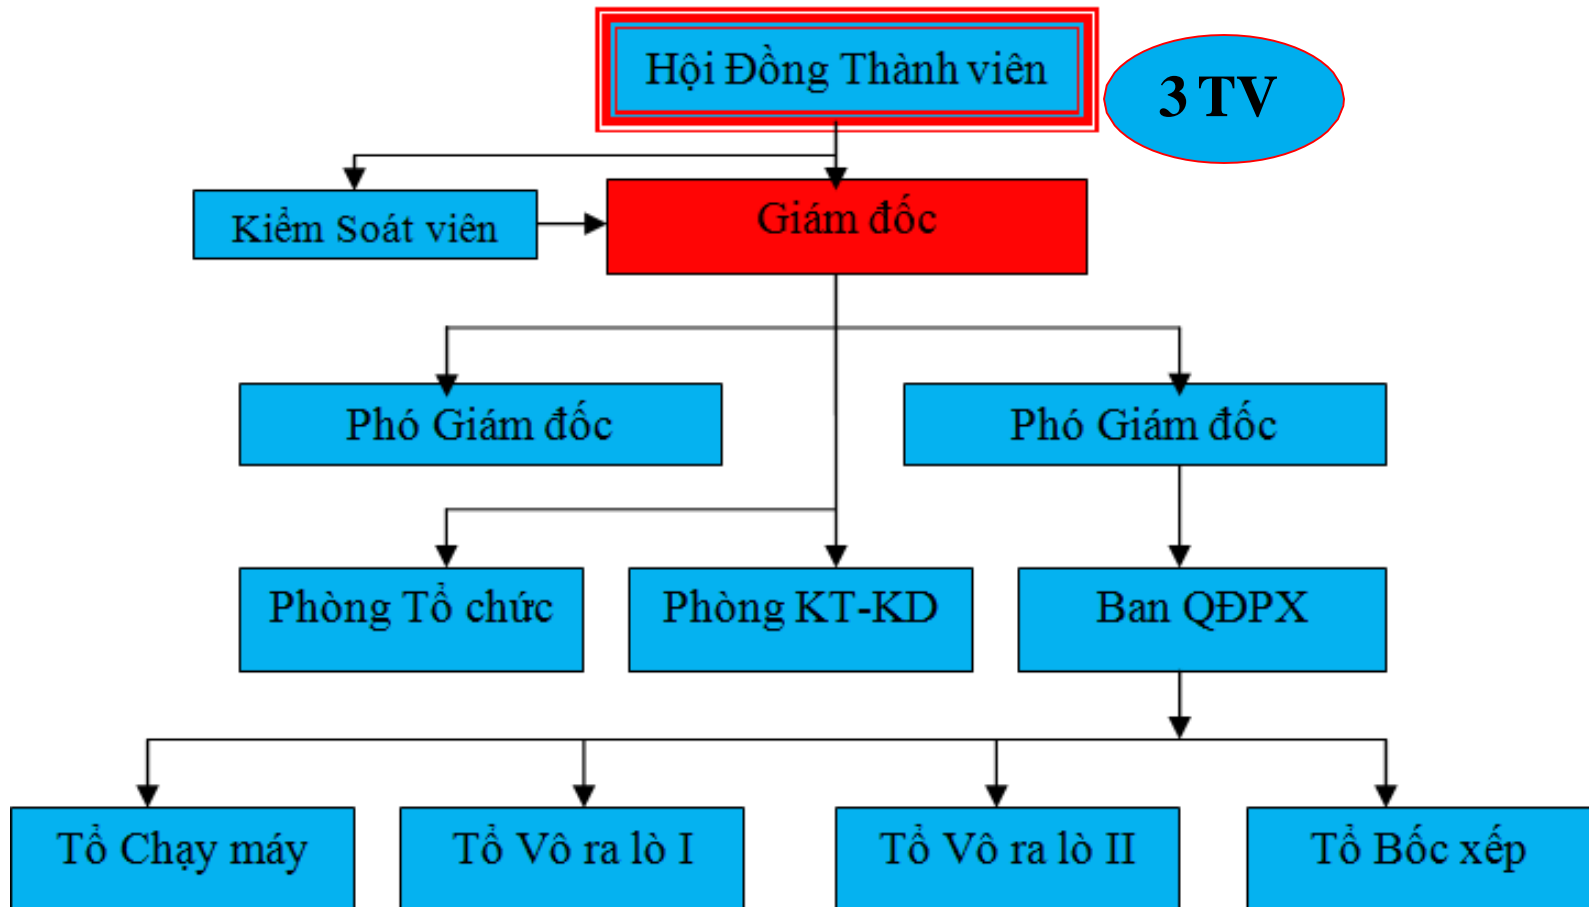 Hội Đồng Thành viên
3 TV
Kiểm Soát viên
Giám đốc
Phó Giám đốc
Phó Giám đốc
Phòng Tổ chức
Phòng KT-KD
Ban QĐPX
Tổ Chạy máy
Tổ Vô ra lò I
Tổ Vô ra lò II
Tổ Bốc xếp